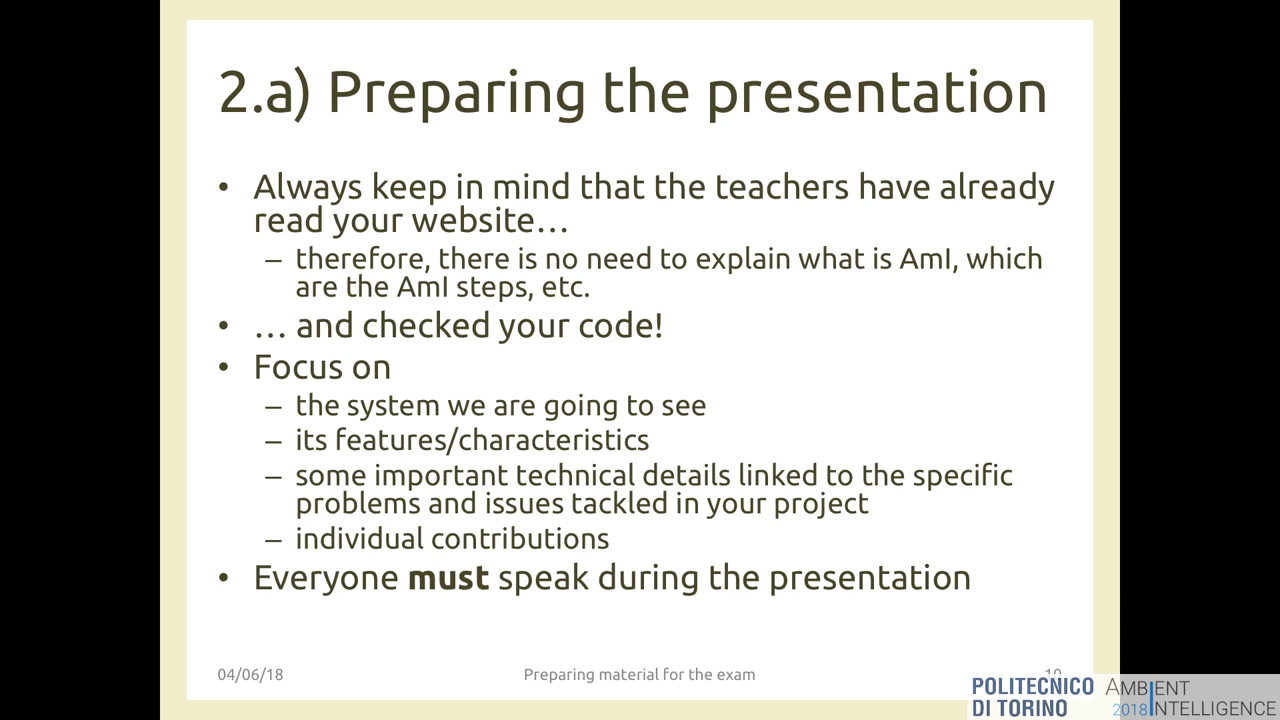 2.a) Preparing the presentation
• Always keep in mind that the teachers have already
read your website…
– therefore, there is no need to explain what is AmI, which
are the AmI steps, etc.
• … and checked your code!
• Focus on
– the system we are going to see
– its features/characteristics
– some important technical details linked to the specific
problems and issues tackled in your project
– individual contributions
• Everyone must speak during the presentation
04/06/18
Preparing material for the exam
10
POLITECNICO
DI TORINO
AMBIENT
2018 INTELLIGENCE